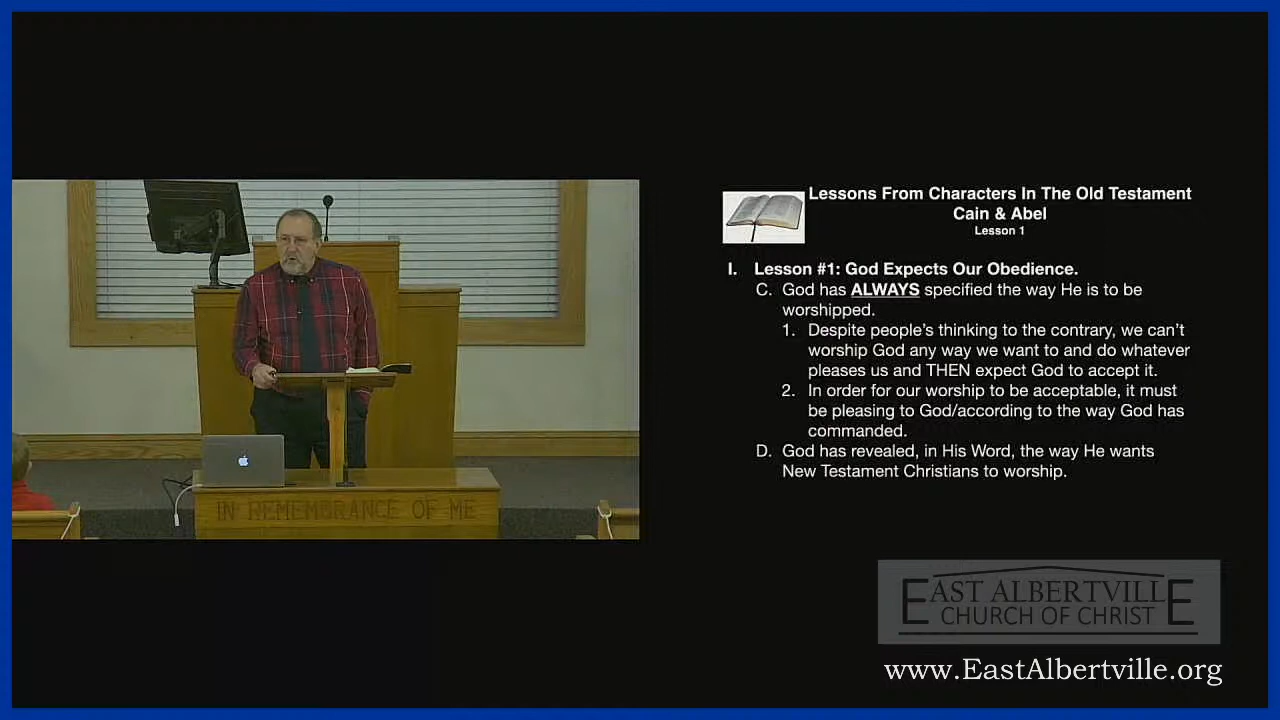 Lessons From Characters In The Old Testament
Cain & Abel
Lesson 1
I. Lesson #1: God Expects Our Obedience.
C. God has ALWAYS specified the way He is to be
worshipped.
1. Despite people's thinking to the contrary, we can't
worship God any way we want to and do whatever
pleases us and THEN expect God to accept it.
2. In order for our worship to be acceptable, it must
be pleasing to God/according to the way God has
commanded.
D. God has revealed, in His Word, the way He wants
New Testament Christians to worship.
IN REMEMBRANCE OF ME
EAST ALBERTVILLE
CHURCH OF CHRIST
www.EastAlbertville.org